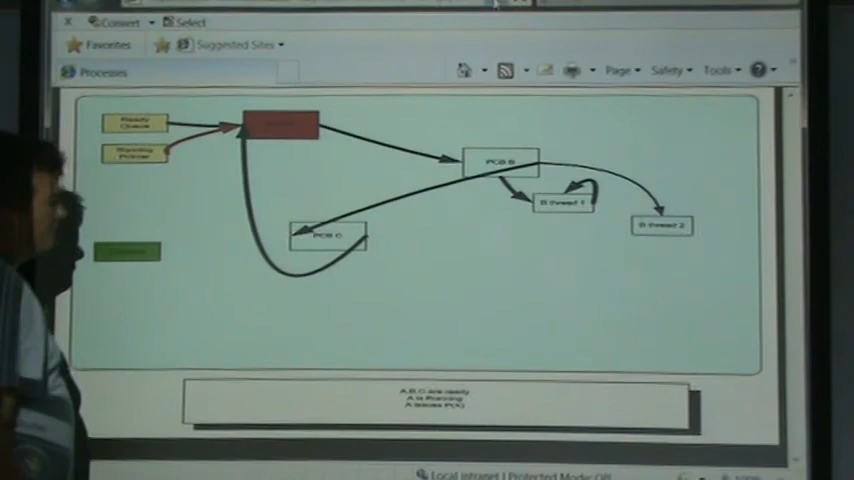 x Convert Select
Favorites Suggested Sites
Processes
Page Safety Tools
Ready
Queue
Running
Pointer
PCB B
B thread 1
B thread 2
PCB C
A,B,C are ready
A is Running
A issues P(X)
Local intranet | Protected Mode: Off